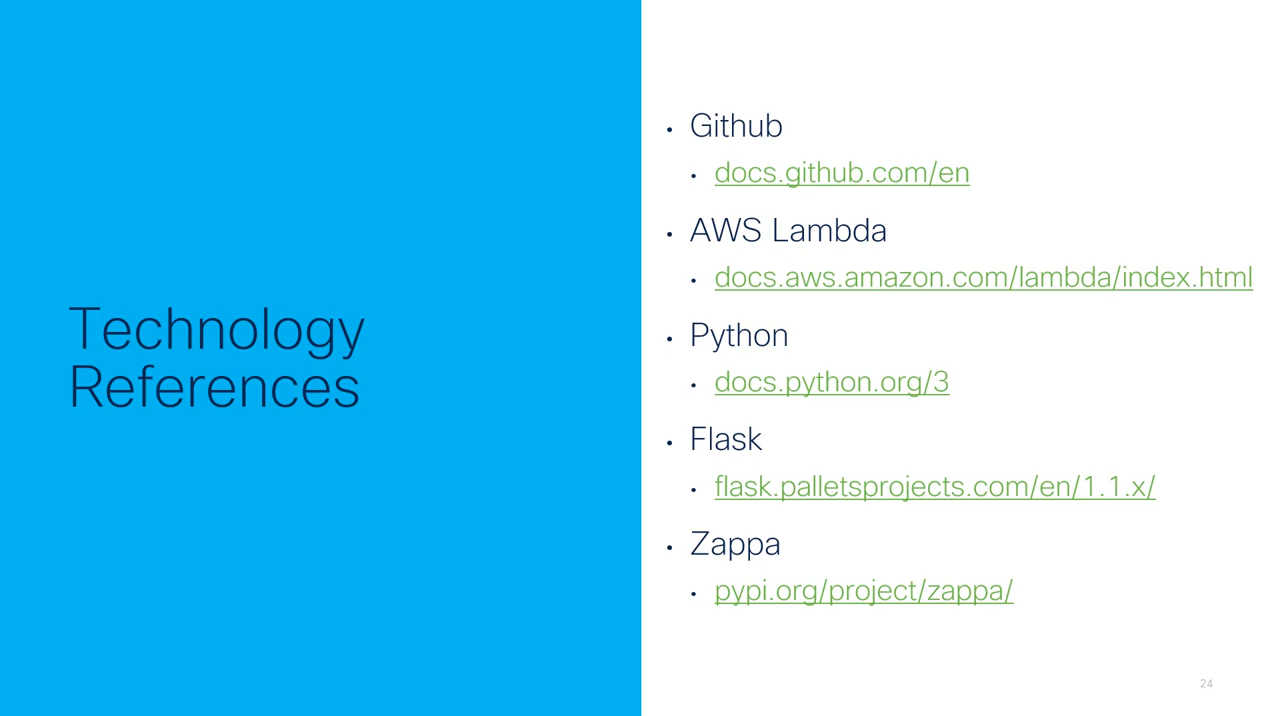 Technology
References
• Github
• docs.github.com/en
• AWS Lambda
• docs.aws.amazon.com/lambda/index.html
• Python
• docs.python.org/3
• Flask
• flask.palletsprojects.com/en/1.1.x/
• Zappa
• pypi.org/project/zappa/
24